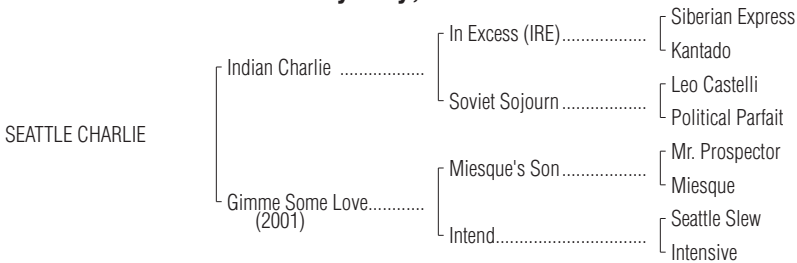 Siberian Express
In Excess (IRE)..................
Kantado
Indian Charlie ..................
Leo Castelli
Soviet Sojourn..................
Political Parfait
SEATTLE CHARLIE
Mr. Prospector
Miesque's Son..................
Miesque
Gimme Some Love............
(2001)
Seattle Slew
Intend................................
Intensive